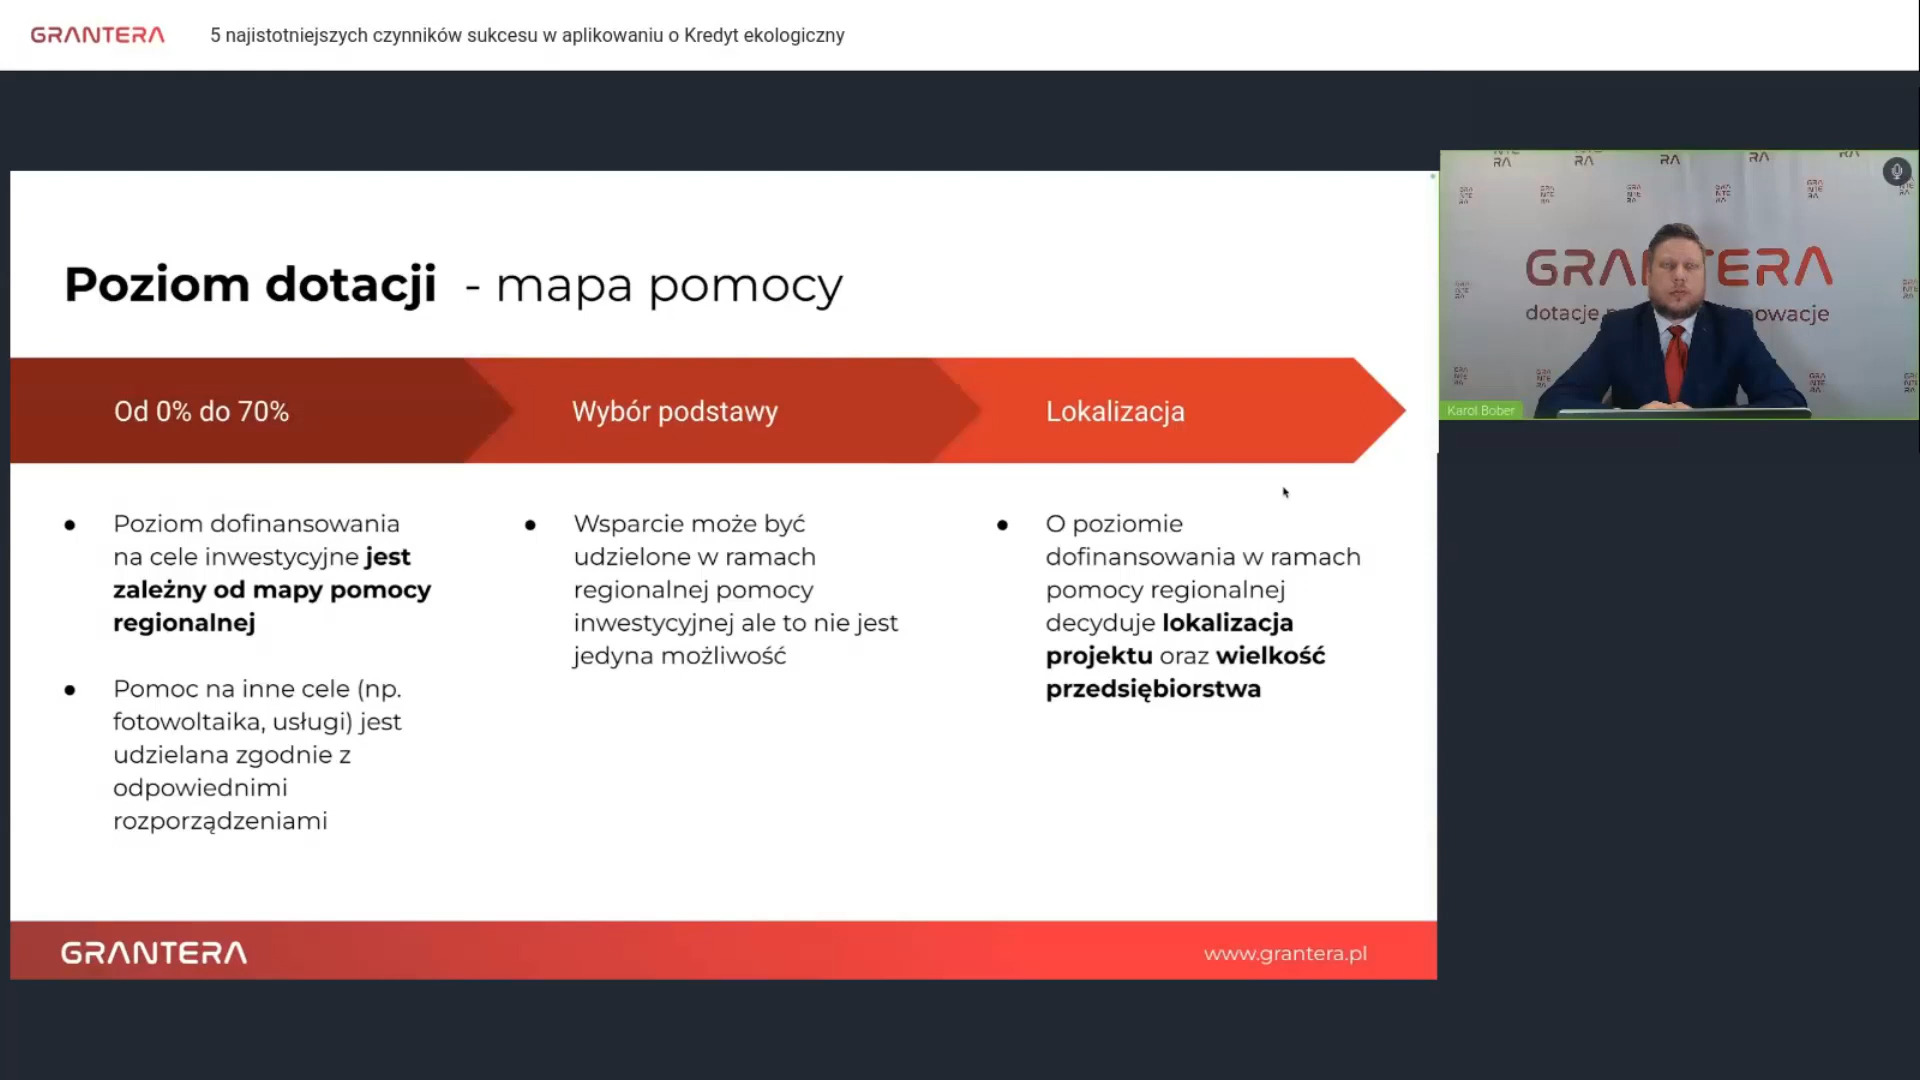 GRANTERA
5 najistotniejszych czynników sukcesu w aplikowaniu o Kredyt ekologiczny
Poziom dotacji - mapa pomocy
Od 0% do 70%
Wybór podstawy
Lokalizacja
Poziom dofinansowania
na cele inwestycyjne jest
zależny od mapy pomocy
regionalnej
Pomoc na inne cele (np.
fotowoltaika, usługi) jest
udzielana zgodnie z
odpowiednimi
rozporządzeniami
Wsparcie może być
udzielone w ramach
regionalnej pomocy
inwestycyjnej ale to nie jest
jedyna możliwość
O poziomie
dofinansowania w ramach
pomocy regionalnej
decyduje lokalizacja
projektu oraz wielkość
przedsiębiorstwa
GRANTERA
www.grantera.pl
dotacje
Karol Bober